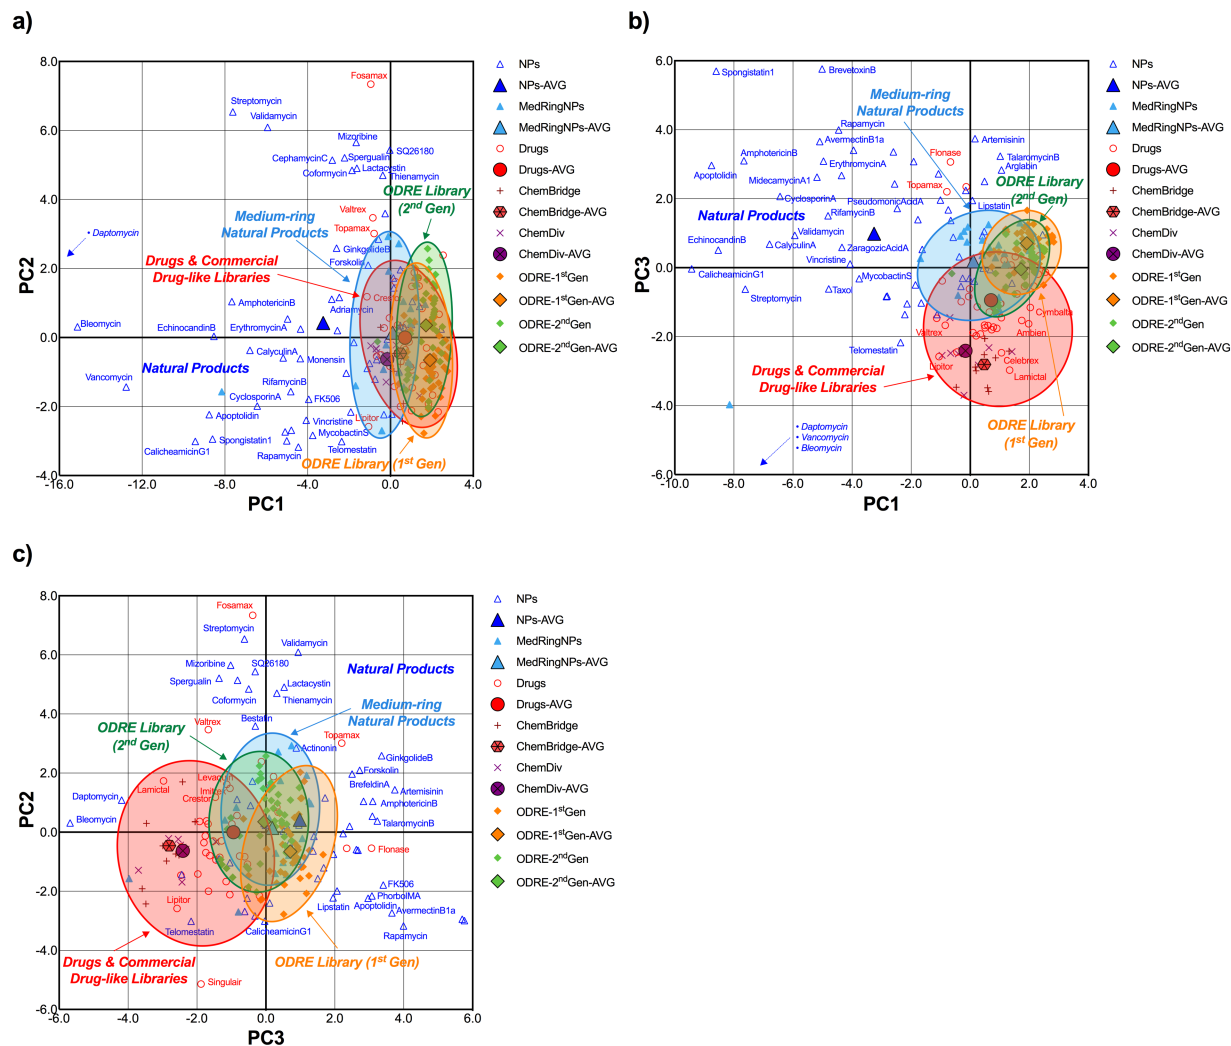 a)
8.0
6.0
4.0
2.0
0.0
-2.0
-4.0
-16.0
-12.0
-8.0
-4.0
0.0
4.0
PC2
PC1
Fosamax
Streptomycin
Validamycin
Mizoribine
SQ26180
CephamycinC
Spergualin
Coformycin
Lactacystin
Thienamycin
ODRE Library
(2nd Gen)
Valtrex
Topamax
Medium-ring
Natural Products
• Daptomycin
GinkgolideB
Forskolin
Drugs & Commercial
Drug-like Libraries
Crestor
AmphotericinB
Adriamycin
Bleomycin
EchinocandinB
ErythromycinA
CalyculinA
Monensin
Natural Products
Vancomycin
RifamycinB
CyclosporinA
FK506
Apoptolidin
Lipitor
Vincristine
Spongistatin1
MycobactinS
CalicheamicinG1
Rapamycin
Telomestatin
ODRE Library (1st Gen)
NPs
NPs-AVG
MedRingNPs
MedRingNPs-AVG
Drugs
Drugs-AVG
ChemBridge
ChemBridge-AVG
ChemDiv
ChemDiv-AVG
ODRE-1stGen
ODRE-1stGen-AVG
ODRE-2ndGen
ODRE-2ndGen-AVG
b)
6.0
4.0
2.0
0.0
-2.0
-4.0
-6.0
-10.0
-8.0
-6.0
-4.0
-2.0
0.0
2.0
4.0
PC3
PC1
Spongistatin1
BrevetoxinB
Medium-ring
Natural Products
Rapamycin
AvermectinB1a
Artemisinin
AmphotericinB
Flonase
TalaromycinB
Apoptolidin
ErythromycinA
Arglabin
MidecamycinA1
Topamax
ODRE Library
(2nd Gen)
CyclosporinA
PseudomonicAcidA
Lipstatin
Natural Products
RifamycinB
Validamycin
EchinocandinB
CalyculinA
ZaragozicAcidA
Vincristine
CalicheamicinG1
MycobactinS
Streptomycin
Taxol
Cymbalta
Valtrex
Ambien
Telomestatin
Lipitor
Celebrex
Lamictal
Drugs & Commercial
Drug-like Libraries
ODRE Library
(1st Gen)
• Daptomycin
• Vancomycin
• Bleomycin
NPs
NPs-AVG
MedRingNPs
MedRingNPs-AVG
Drugs
Drugs-AVG
ChemBridge
ChemBridge-AVG
ChemDiv
ChemDiv-AVG
ODRE-1stGen
ODRE-1stGen-AVG
ODRE-2ndGen
ODRE-2ndGen-AVG
c)
8.0
6.0
4.0
2.0
0.0
-2.0
-4.0
-6.0
-6.0
-4.0
-2.0
0.0
2.0
4.0
6.0
PC2
PC3
Fosamax
Streptomycin
Validamycin
Mizoribine
SQ26180
Natural Products
Spergualin
Lactacystin
Coformycin
Thienamycin
Medium-ring
Natural Products
Bestatin
Valtrex
ODRE Library
(2nd Gen)
Topamax
Actinonin
GinkgolideB
Levaquin
Forskolin
Lamictal
Imitrex
BrefeldinA
Artemisinin
Daptomycin
Crestor
AmphotericinB
Bleomycin
TalaromycinB
Flonase
FK506
Lipitor
PhorbolMA
Lipstatin
Apoptolidin
AvermectinB1a
Telomestatin
CalicheamicinG1
Rapamycin
Drugs & Commercial
Drug-like Libraries
ODRE Library (1st Gen)
Singulair
NPs
NPs-AVG
MedRingNPs
MedRingNPs-AVG
Drugs
Drugs-AVG
ChemBridge
ChemBridge-AVG
ChemDiv
ChemDiv-AVG
ODRE-1stGen
ODRE-1stGen-AVG
ODRE-2ndGen
ODRE-2ndGen-AVG